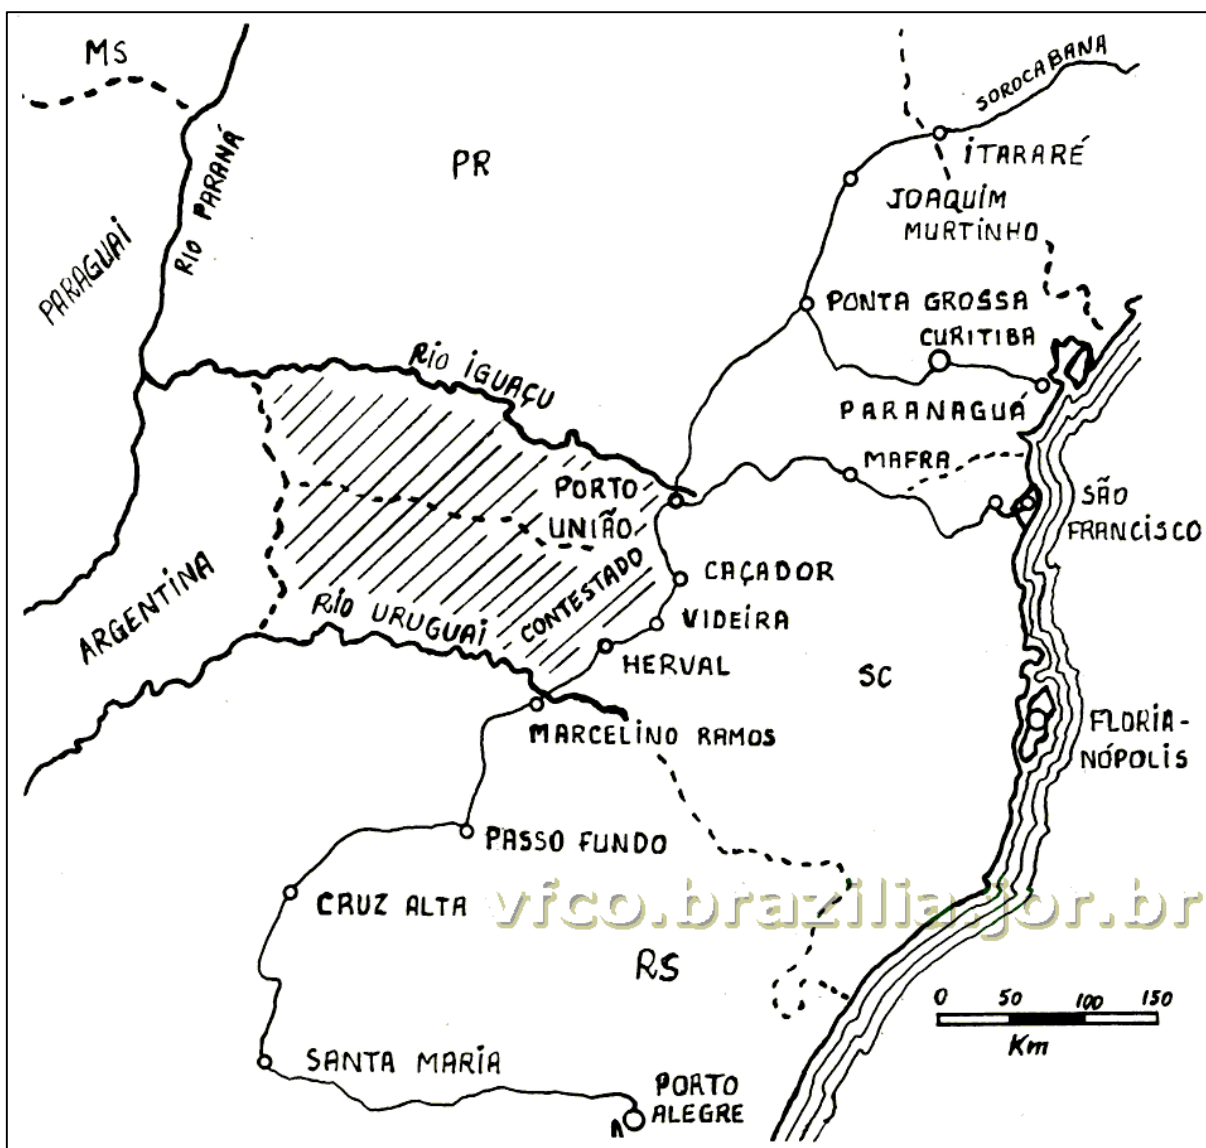 MS
SOROCABANA
ITARARÉ
PR
RIO PARANÁ
JOAQUIM
MURTINHO
PARAGUAI
PONTA GROSSA
CURITIBA
RIO IGUAÇU
PARANAGUÁ
MAFRA
PORTO
UNIÃO
SÃO
FRANCISCO
CAÇADOR
CONTESTADO
ARGENTINA
RIO URUGUAI
VIDEIRA
HERVAL
SC
MARCELINO RAMOS
FLORIA-
NÓPOLIS
PASSO FUNDO
CRUZ ALTA
vfco.brazilia.jor.br
RS
0 50 100 150
Km
SANTA MARIA
PORTO
ALEGRE